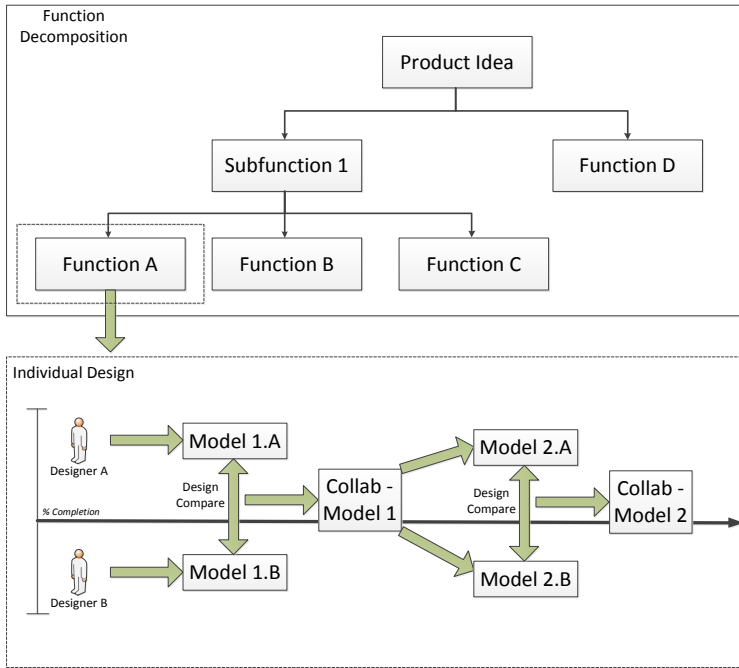 Function
Decomposition
Product Idea
Subfunction 1
Function D
Function A
Function B
Function C
Individual Design
Designer A
Model 1.A
Model 2.A
Design
Compare
Collab -
Model 1
Design
Compare
Collab -
Model 2
% Completion
Designer B
Model 1.B
Model 2.B